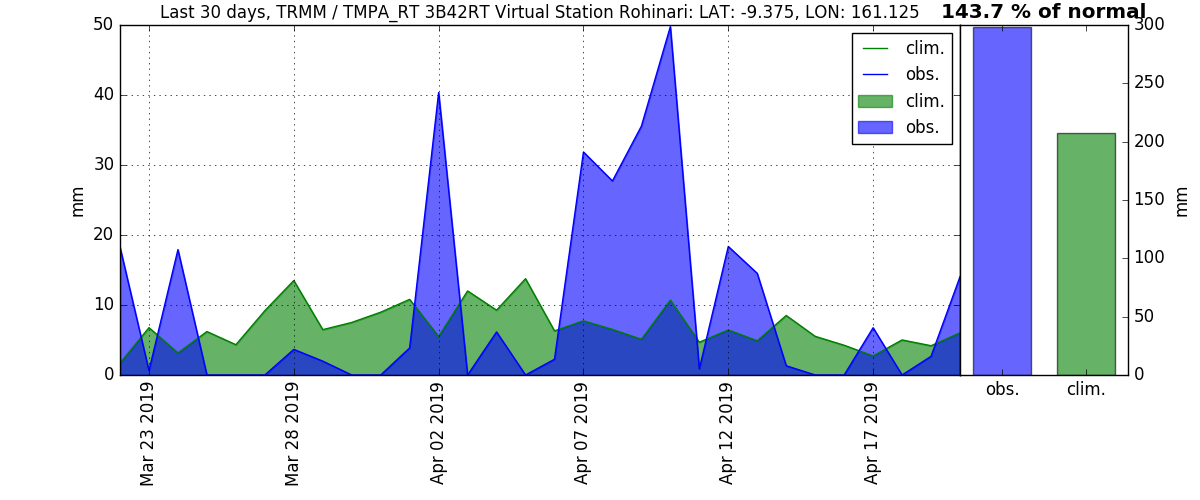 Last 30 days, TRMM / TMPA_RT 3B42RT Virtual Station Rohinari: LAT: -9.375, LON: 161.125
143.7 % of normal
50
40
30
20
10
0
mm
clim.
obs.
clim.
obs.
Mar 23 2019
Mar 28 2019
Apr 02 2019
Apr 07 2019
Apr 12 2019
Apr 17 2019
300
250
200
150
100
50
0
mm
obs.
clim.